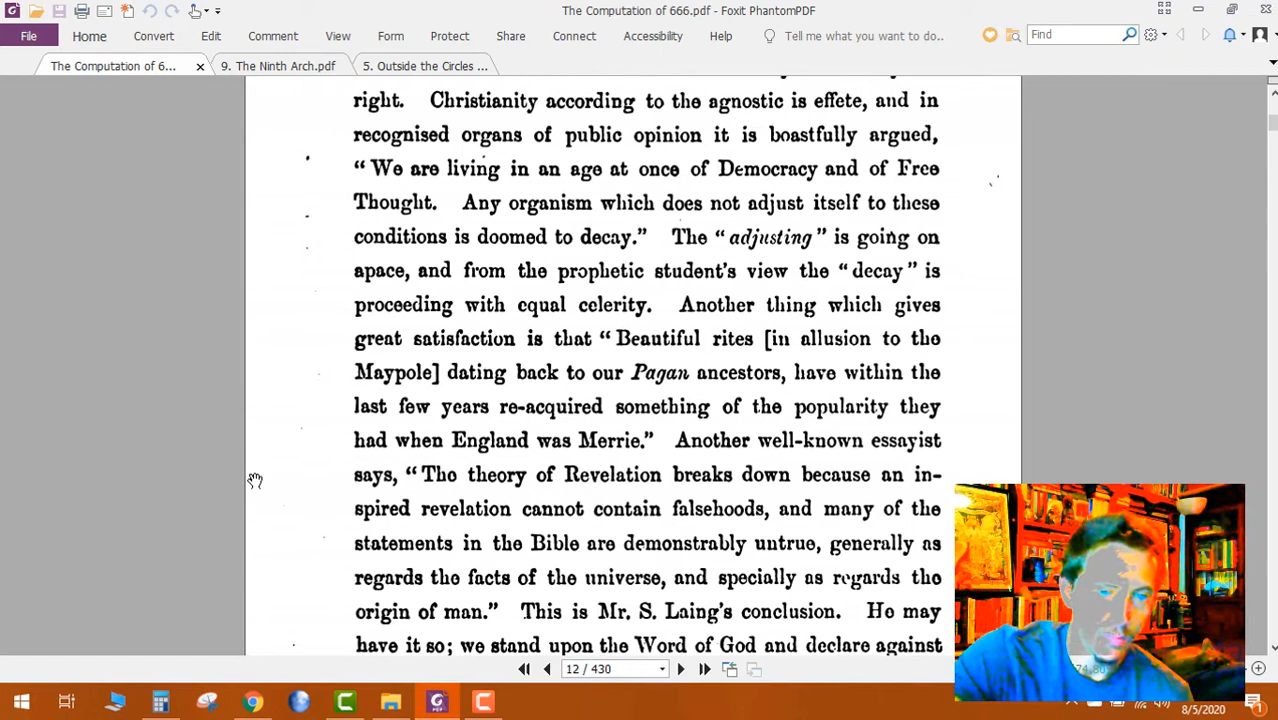 The Computation of 666.pdf - Foxit PhantomPDF
File Home Convert Edit Comment View Form Protect Share Connect Accessibility Help Tell me what you want to do.. Find
The Computation of 6... 9. The Ninth Arch.pdf 5. Outside the Circles ...
right. Christianity according to the agnostic is effete, and in
recognised organs of public opinion it is boastfully argued,
“We are living in an age at once of Democracy and of Free
Thought. Any organism which does not adjust itself to these
conditions is doomed to decay.” The “adjusting” is going on
apace, and from the prophetic student’s view the “decay” is
proceeding with equal celerity. Another thing which gives
great satisfaction is that “Beautiful rites [in allusion to the
Maypole] dating back to our Pagan ancestors, have within the
last few years re-acquired something of the popularity they
had when England was Merrie.” Another well-known essayist
says, “The theory of Revelation breaks down because an in-
spired revelation cannot contain falsehoods, and many of the
statements in the Bible are demonstrably untrue, generally as
regards the facts of the universe, and specially as regards the
origin of man.” This is Mr. S. Laing’s conclusion. He may
have it so; we stand upon the Word of God and declare against
12 / 430
8/5/2020